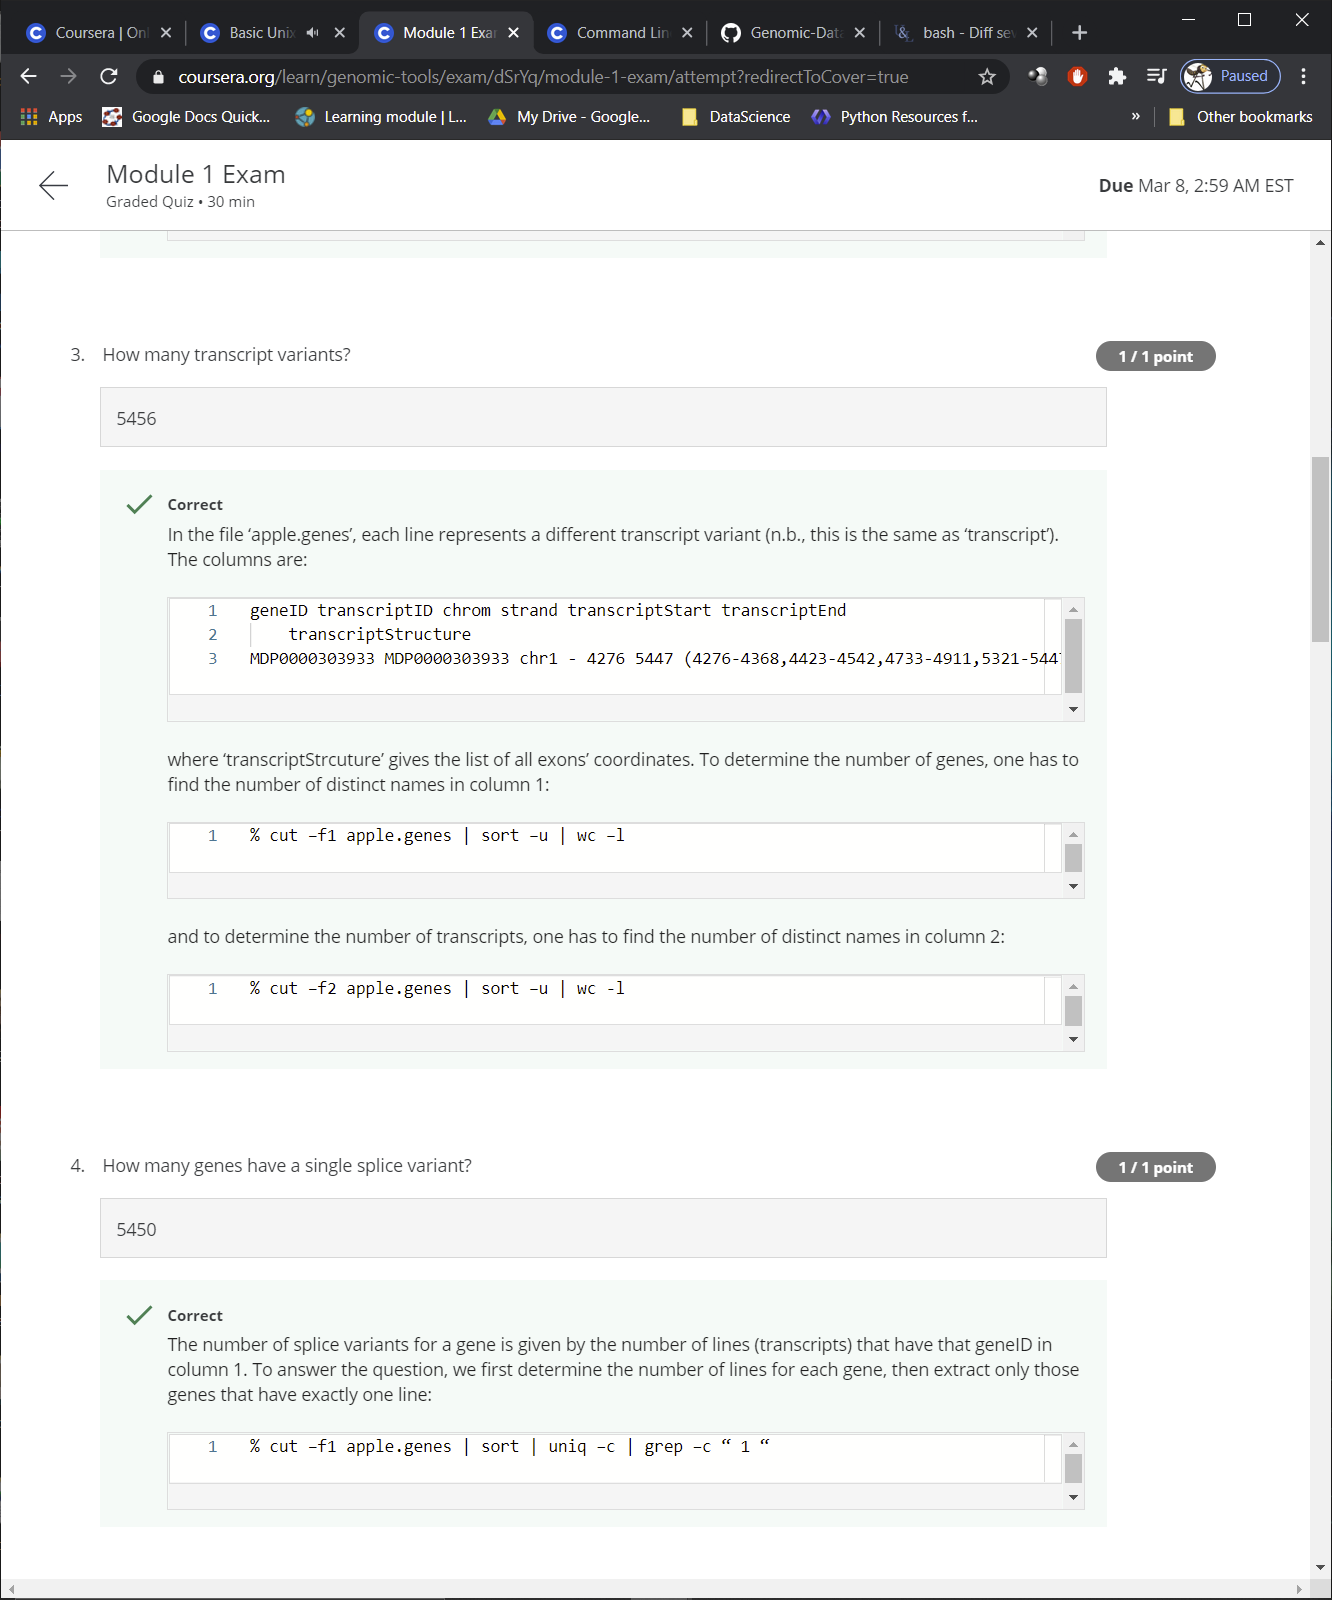 Coursera | Onl
Basic Unix
Module 1 Exam
Command Lin
Genomic-Data
bash - Diff sev
coursera.org/learn/genomic-tools/exam/dSrYq/module-1-exam/attempt?redirectToCover=true
Paused
Apps
Google Docs Quick...
Learning module | L...
My Drive - Google...
DataScience
Python Resources f...
»
Other bookmarks
Module 1 Exam
Graded Quiz • 30 min
Due Mar 8, 2:59 AM EST
3. How many transcript variants?
1 / 1 point
5456
Correct
In the file ‘apple.genes’, each line represents a different transcript variant (n.b., this is the same as ‘transcript’).
The columns are:
1 geneID transcriptID chrom strand transcriptStart transcriptEnd
2 transcriptStructure
3 MDP0000303933 MDP0000303933 chr1 - 4276 5447 (4276-4368,4423-4542,4733-4911,5321-5447
where ‘transcriptStrcuture’ gives the list of all exons’ coordinates. To determine the number of genes, one has to
find the number of distinct names in column 1:
1 % cut –f1 apple.genes | sort –u | wc –l
and to determine the number of transcripts, one has to find the number of distinct names in column 2:
1 % cut –f2 apple.genes | sort –u | wc -l
4. How many genes have a single splice variant?
1 / 1 point
5450
Correct
The number of splice variants for a gene is given by the number of lines (transcripts) that have that geneID in
column 1. To answer the question, we first determine the number of lines for each gene, then extract only those
genes that have exactly one line:
1 % cut –f1 apple.genes | sort | uniq –c | grep –c “ 1 “